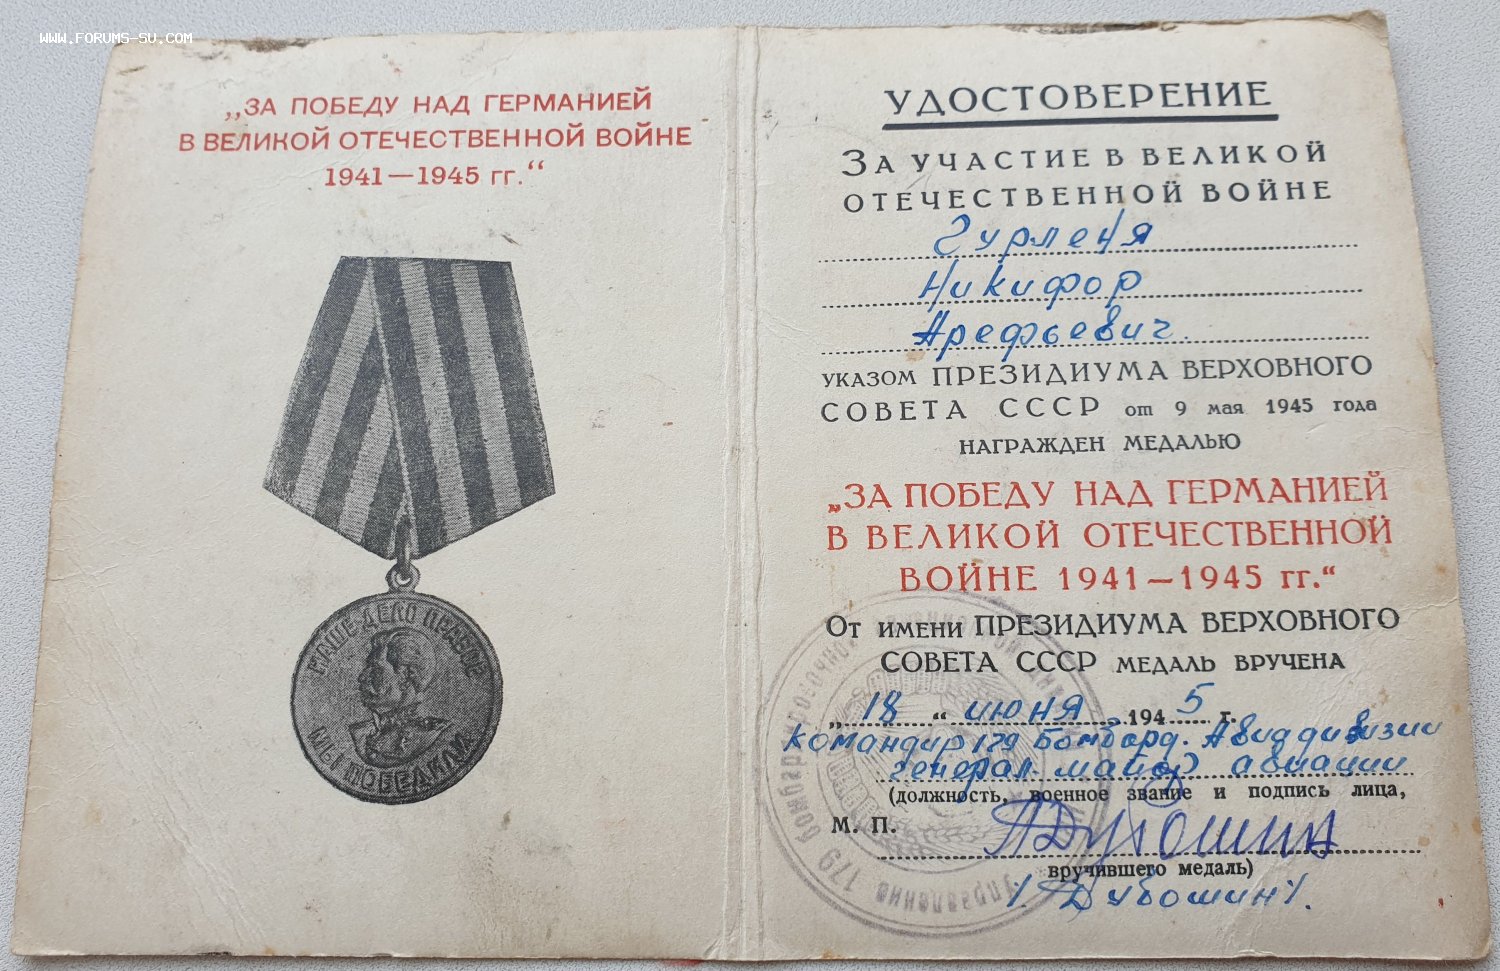 WWW.FORUMS-SU.COM
„ЗА ПОБЕДУ НАД ГЕРМАНИЕЙ
В ВЕЛИКОЙ ОТЕЧЕСТВЕННОЙ ВОЙНЕ
1941—1945 гг.“
НАШЕ ДЕЛО ПРАВОЕ
МЫ ПОБЕДИЛИ
УДОСТОВЕРЕНИЕ
ЗА УЧАСТИЕ В ВЕЛИКОЙ
ОТЕЧЕСТВЕННОЙ ВОЙНЕ
Гурленя
Никифор
Арефьевич.
УКАЗОМ ПРЕЗИДИУМА ВЕРХОВНОГО
СОВЕТА СССР от 9 мая 1945 года
НАГРАЖДЕН МЕДАЛЬЮ
„ЗА ПОБЕДУ НАД ГЕРМАНИЕЙ
В ВЕЛИКОЙ ОТЕЧЕСТВЕННОЙ
ВОЙНЕ 1941—1945 гг.“
ОТ ИМЕНИ ПРЕЗИДИУМА ВЕРХОВНОГО
СОВЕТА СССР МЕДАЛЬ ВРУЧЕНА
„18“ июня 1945 г.
Командир 179 Бомбард. Авиадивизии
генерал-майор авиации
(должность, военное звание и подпись лица,
М. П.
Дубошин
вручившего медаль)
/.Дубошин/.
Управление 179 бомбардировочной